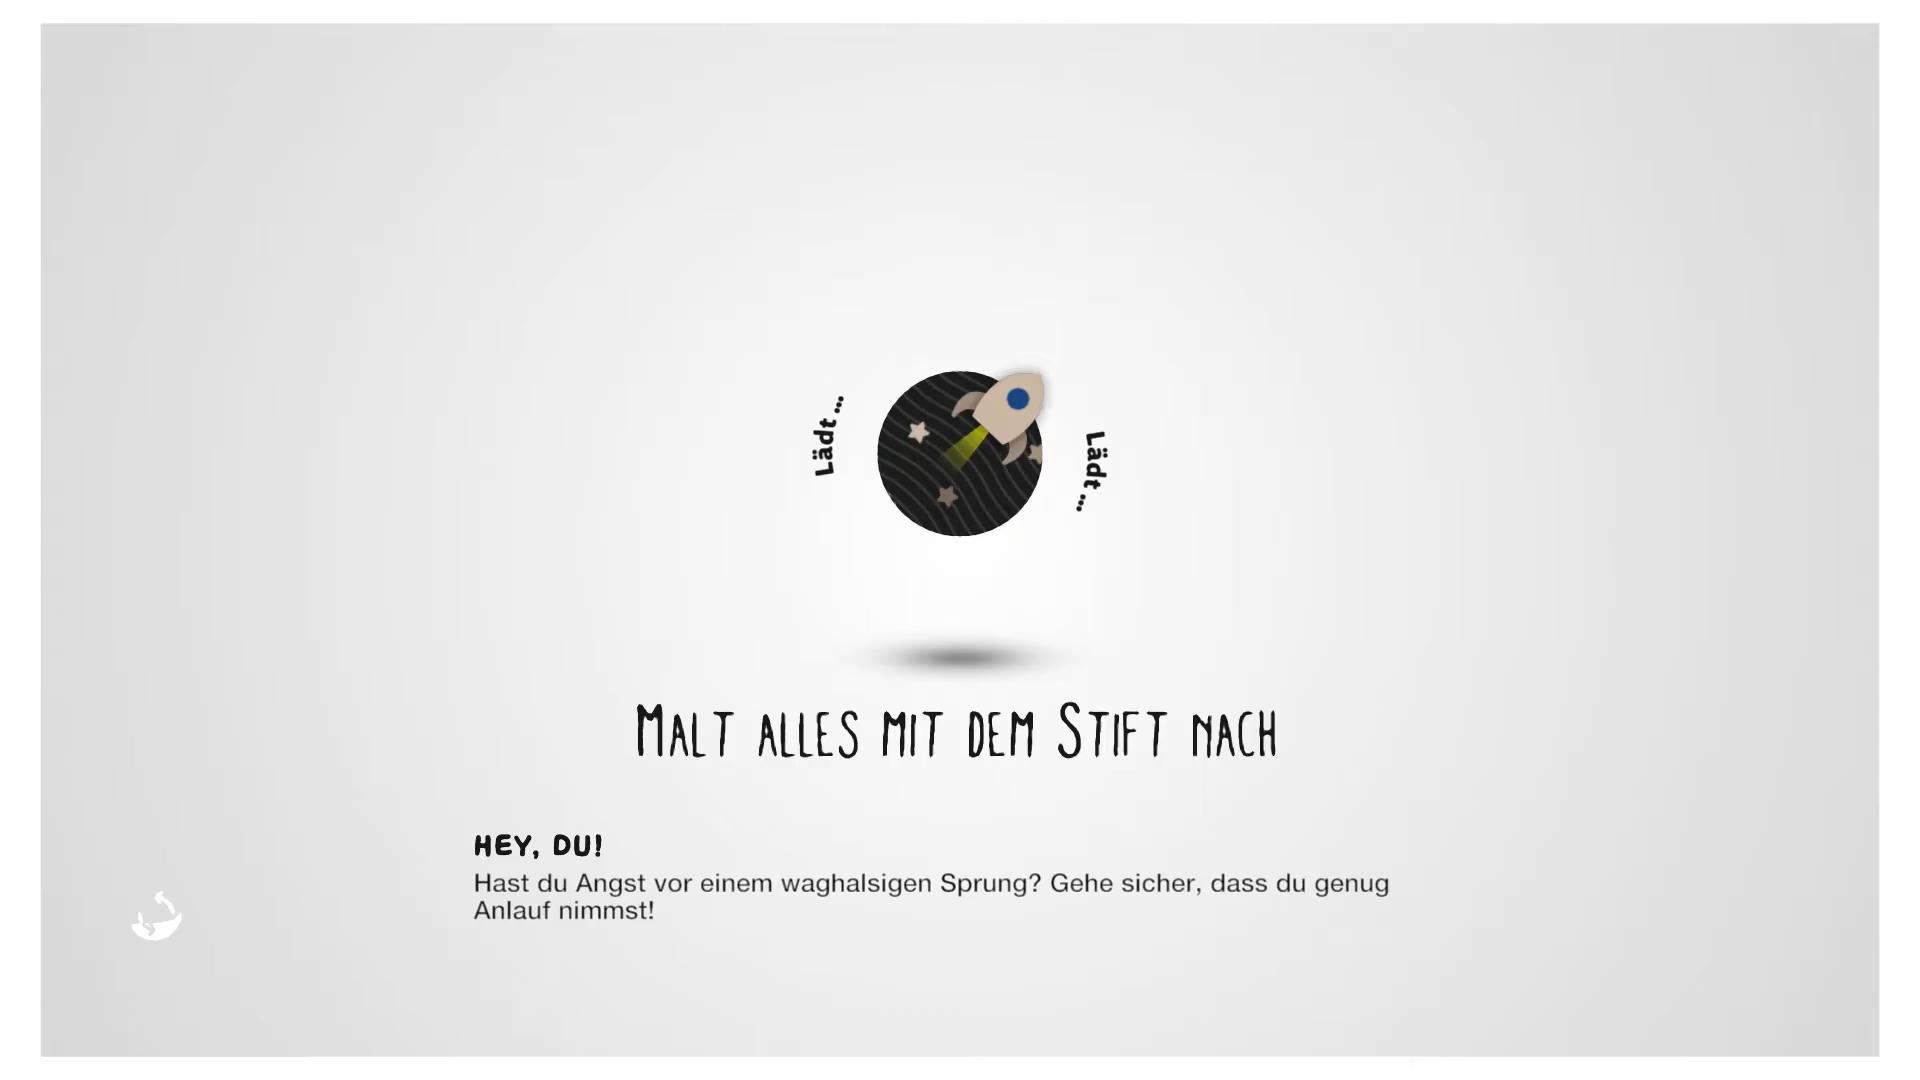 Lädt ...
Lädt ...
Malt alles mit dem Stift nach
HEY, DU!
Hast du Angst vor einem waghalsigen Sprung? Gehe sicher, dass du genug
Anlauf nimmst!